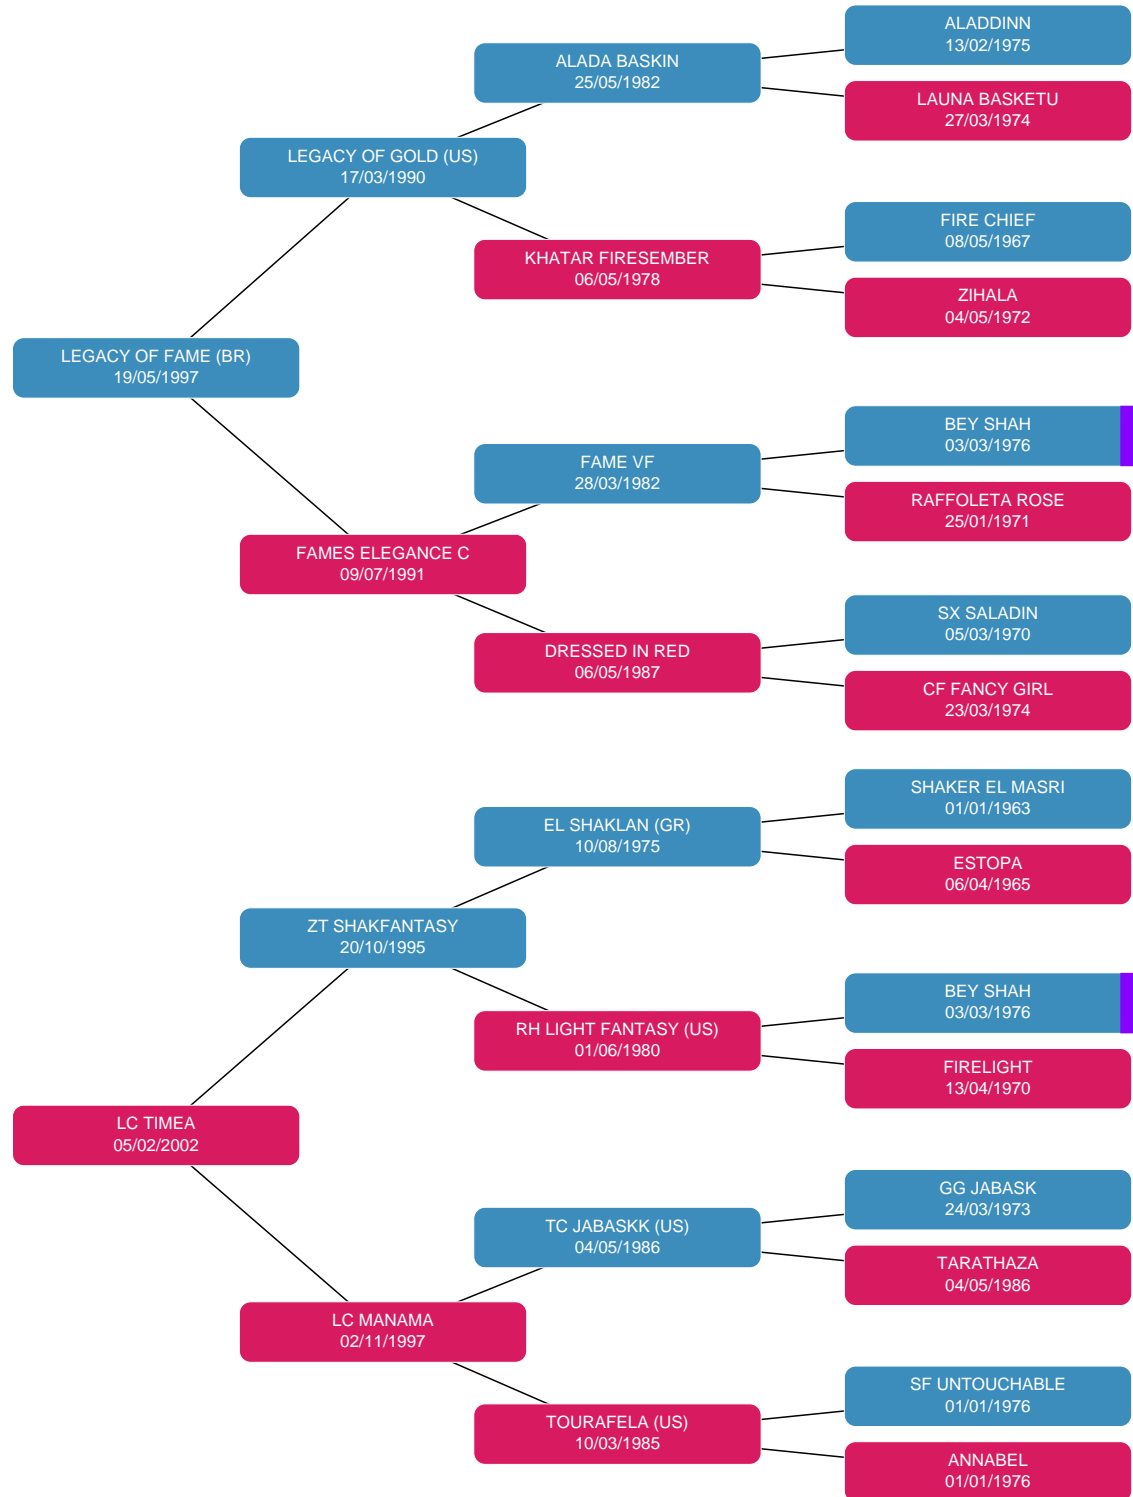 ALADDINN
13/02/1975
ALADA BASKIN
25/05/1982
LAUNA BASKETU
27/03/1974
LEGACY OF GOLD (US)
17/03/1990
FIRE CHIEF
08/05/1967
KHATAR FIRESEMBER
06/05/1978
ZIHALA
04/05/1972
LEGACY OF FAME (BR)
19/05/1997
BEY SHAH
03/03/1976
FAME VF
28/03/1982
RAFFOLETA ROSE
25/01/1971
FAMES ELEGANCE C
09/07/1991
SX SALADIN
05/03/1970
DRESSED IN RED
06/05/1987
CF FANCY GIRL
23/03/1974
SHAKER EL MASRI
01/01/1963
EL SHAKLAN (GR)
10/08/1975
ESTOPA
06/04/1965
ZT SHAKFANTASY
20/10/1995
BEY SHAH
03/03/1976
RH LIGHT FANTASY (US)
01/06/1980
FIRELIGHT
13/04/1970
LC TIMEA
05/02/2002
GG JABASK
24/03/1973
TC JABASKK (US)
04/05/1986
TARATHAZA
04/05/1986
LC MANAMA
02/11/1997
SF UNTOUCHABLE
01/01/1976
TOURAFELA (US)
10/03/1985
ANNABEL
01/01/1976